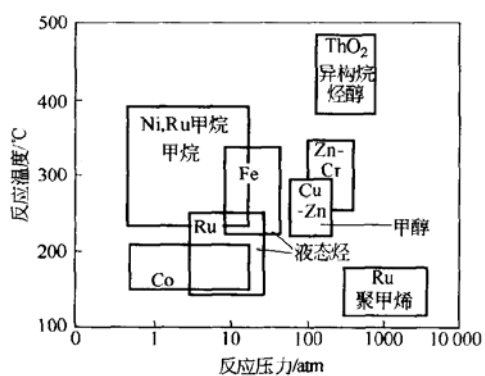 500
400
300
200
100
反应温度/℃
ThO₂
异构烷
烃醇
Ni,Ru甲烷
甲烷
Fe
Zn-
Cr
Cu
-Zn
甲醇
Ru
液态烃
Co
Ru
聚甲烯
0
1
10
100
1000
10 000
反应压力/atm